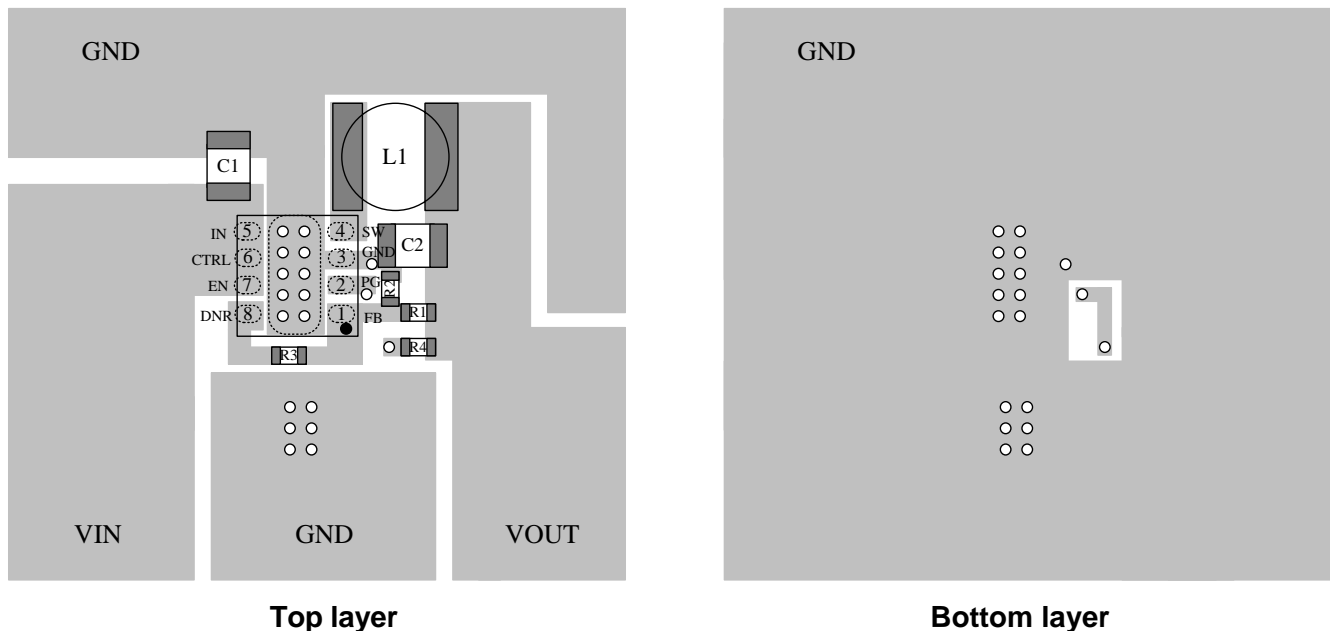 GND
GND
C1
L1
IN 5
4 SW
C2
CTRL 6
3 GND
EN 7
2 PG
R2
DNR 8
1 FB
R1
R3
R4
VIN
GND
VOUT
Top layer
Bottom layer